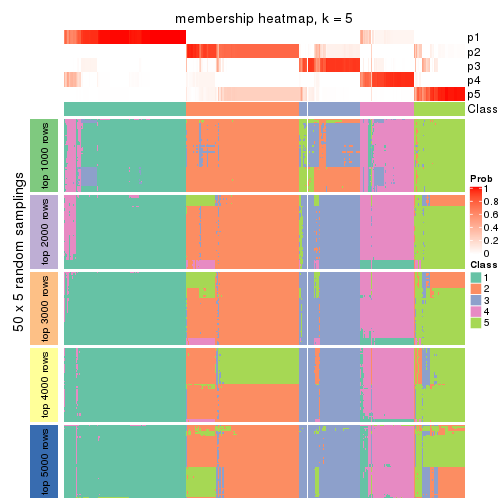 membership heatmap, k = 5
p1
p2
p3
p4
p5
Class
50 x 5 random samplings
top 1000 rows
top 2000 rows
top 3000 rows
top 4000 rows
top 5000 rows
Prob
1
0.8
0.6
0.4
0.2
0
Class
1
2
3
4
5